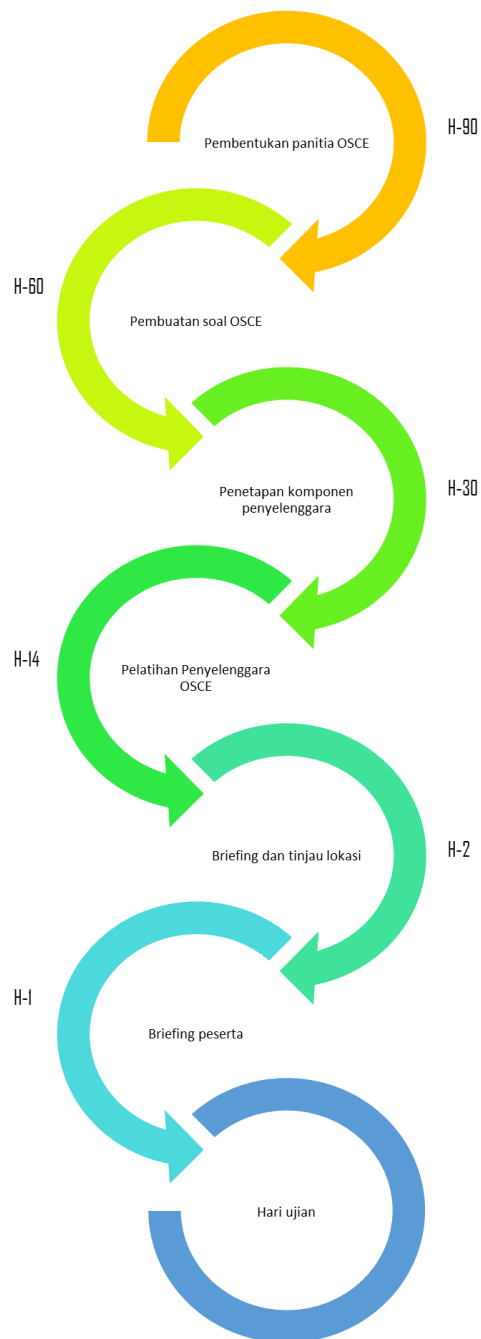 Pembentukan panitia OSCE
H-90
H-60
Pembuatan soal OSCE
Penetapan komponen
penyelenggara
H-30
H-14
Pelatihan Penyelenggara
OSCE
Briefing dan tinjau lokasi
H-2
H-1
Briefing peserta
Hari ujian